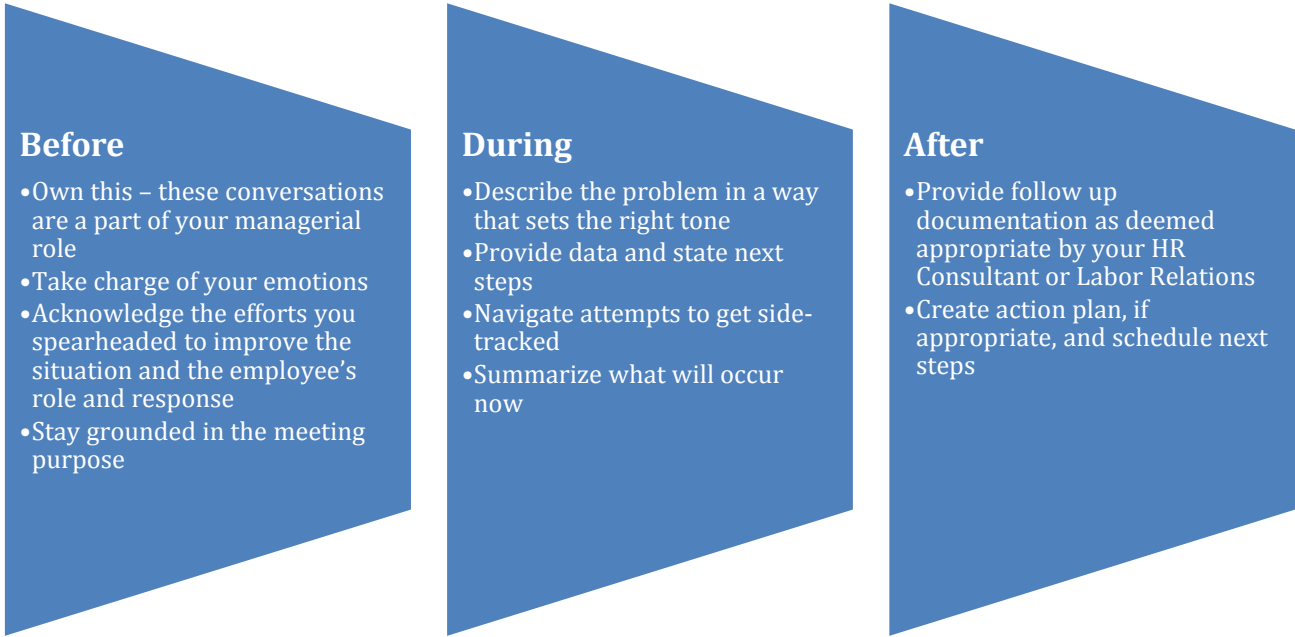 Before
•Own this – these conversations
are a part of your managerial
role
•Take charge of your emotions
•Acknowledge the efforts you
spearheaded to improve the
situation and the employee’s
role and response
•Stay grounded in the meeting
purpose
During
•Describe the problem in a way
that sets the right tone
•Provide data and state next
steps
•Navigate attempts to get side-
tracked
•Summarize what will occur
now
After
•Provide follow up
documentation as deemed
appropriate by your HR
Consultant or Labor Relations
•Create action plan, if
appropriate, and schedule next
steps